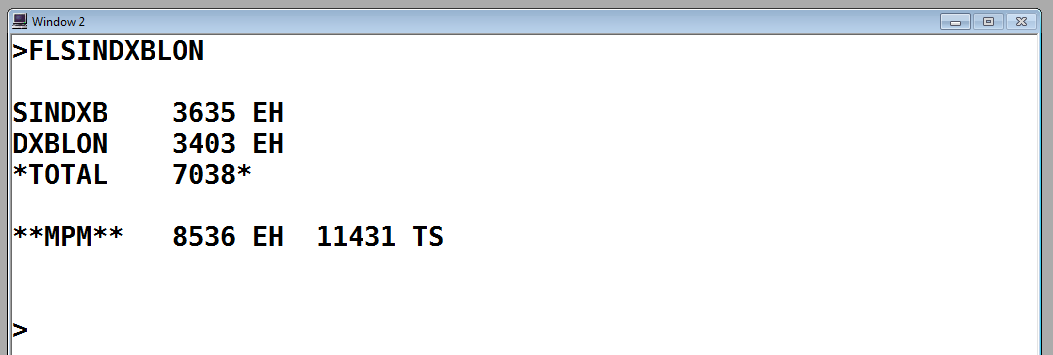 Window 2
>FLSINDXBLON
SINDXB 3635 EH
DXBLON 3403 EH
*TOTAL 7038*
**MPM** 8536 EH 11431 TS
>